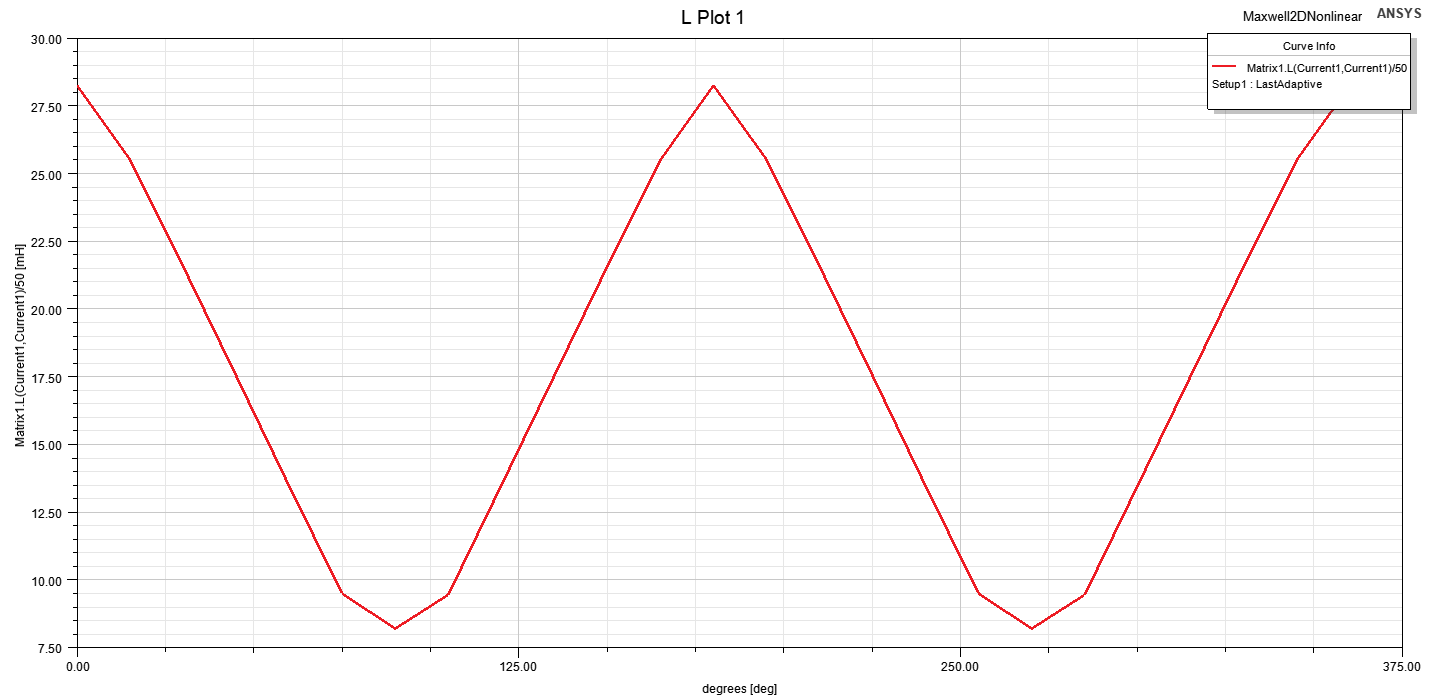 L Plot 1
Maxwell2DNonlinear
ANSYS
Curve Info
Matrix1.L(Current1,Current1)/50
Setup1 : LastAdaptive
30.00
27.50
25.00
22.50
20.00
17.50
15.00
12.50
10.00
7.50
Matrix1.L(Current1,Current1)/50 [mH]
0.00
125.00
250.00
375.00
degrees [deg]